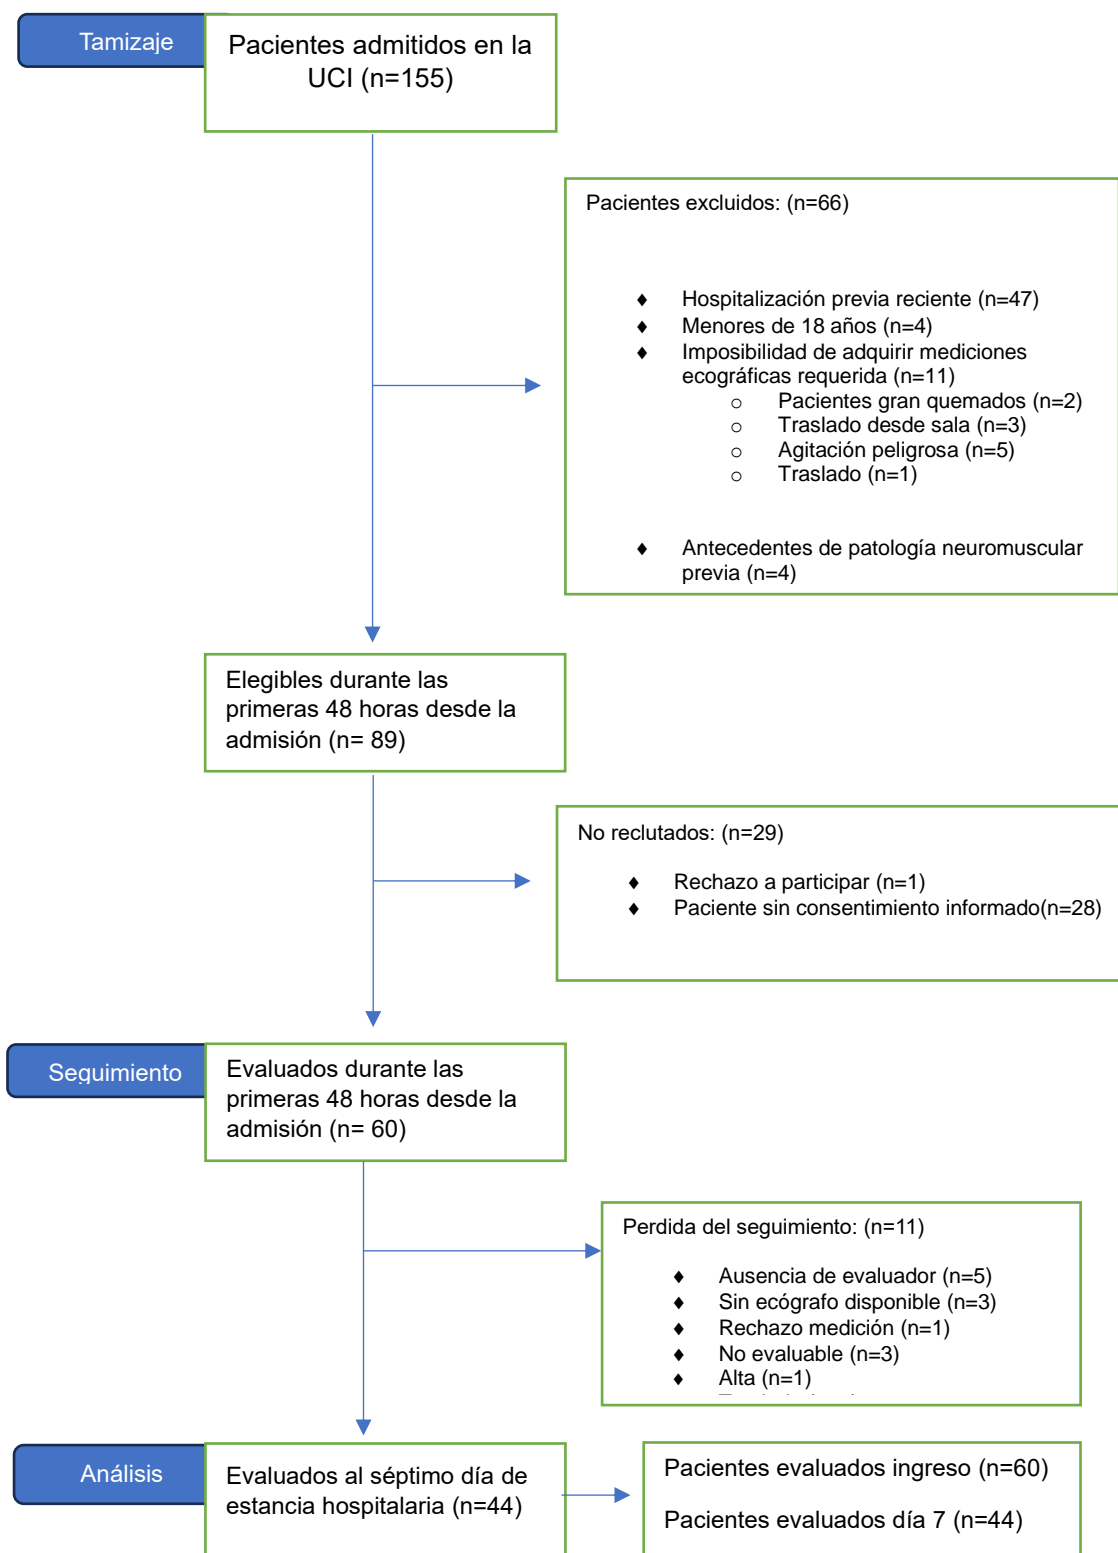 Tamizaje
Pacientes admitidos en la
UCI (n=155)
Pacientes excluidos: (n=66)
♦ Hospitalización previa reciente (n=47)
♦ Menores de 18 años (n=4)
♦ Imposibilidad de adquirir mediciones
ecográficas requerida (n=11)
o Pacientes gran quemados (n=2)
o Traslado desde sala (n=3)
o Agitación peligrosa (n=5)
o Traslado (n=1)
♦ Antecedentes de patología neuromuscular
previa (n=4)
Elegibles durante las
primeras 48 horas desde la
admisión (n= 89)
No reclutados: (n=29)
♦ Rechazo a participar (n=1)
♦ Paciente sin consentimiento informado(n=28)
Seguimiento
Evaluados durante las
primeras 48 horas desde la
admisión (n= 60)
Perdida del seguimiento: (n=11)
♦ Ausencia de evaluador (n=5)
♦ Sin ecógrafo disponible (n=3)
♦ Rechazo medición (n=1)
♦ No evaluable (n=3)
♦ Alta (n=1)
Análisis
Evaluados al séptimo día de
estancia hospitalaria (n=44)
Pacientes evaluados ingreso (n=60)
Pacientes evaluados día 7 (n=44)